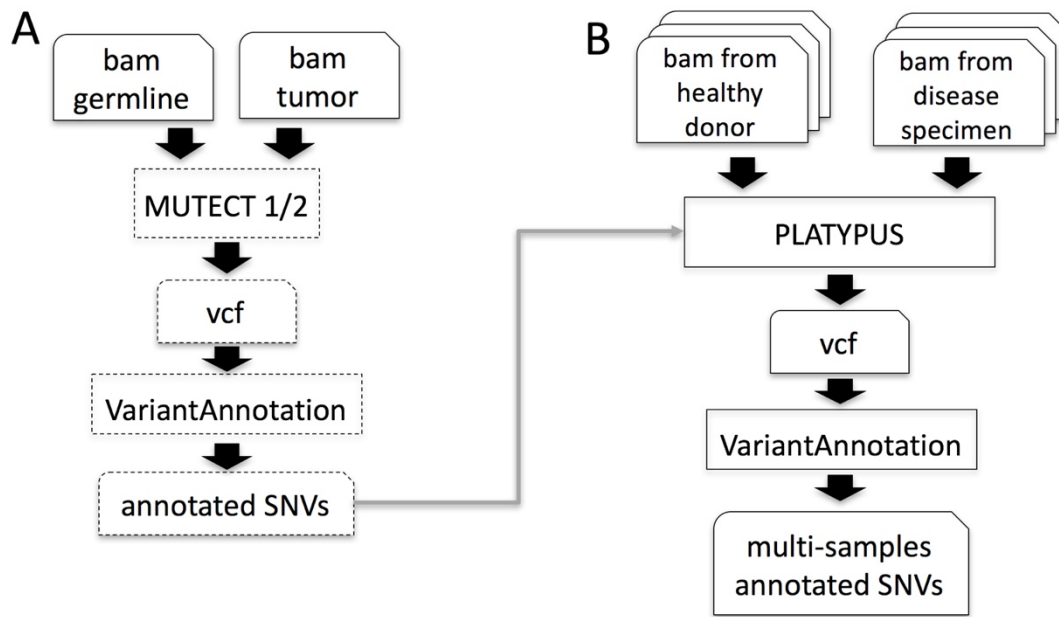 A
bam
germline
bam
tumor
MUTECT 1/2
vcf
VariantAnnotation
annotated SNVs
B
bam from
healthy
donor
bam from
disease
specimen
PLATYPUS
vcf
VariantAnnotation
multi-samples
annotated SNVs